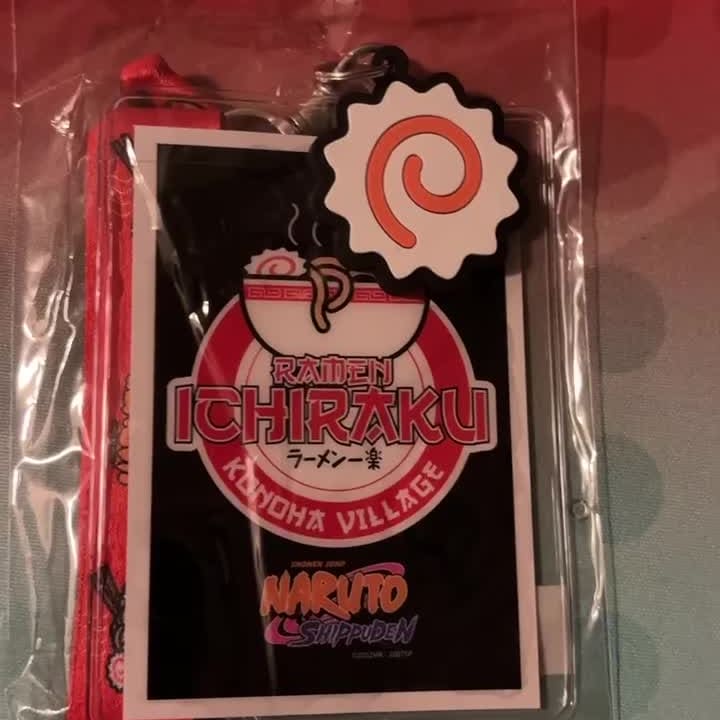 RAMEN
ICHIRAKU
ラーメン一楽
KONOHA VILLAGE
SHONEN JUMP
NARUTO
SHIPPUDEN